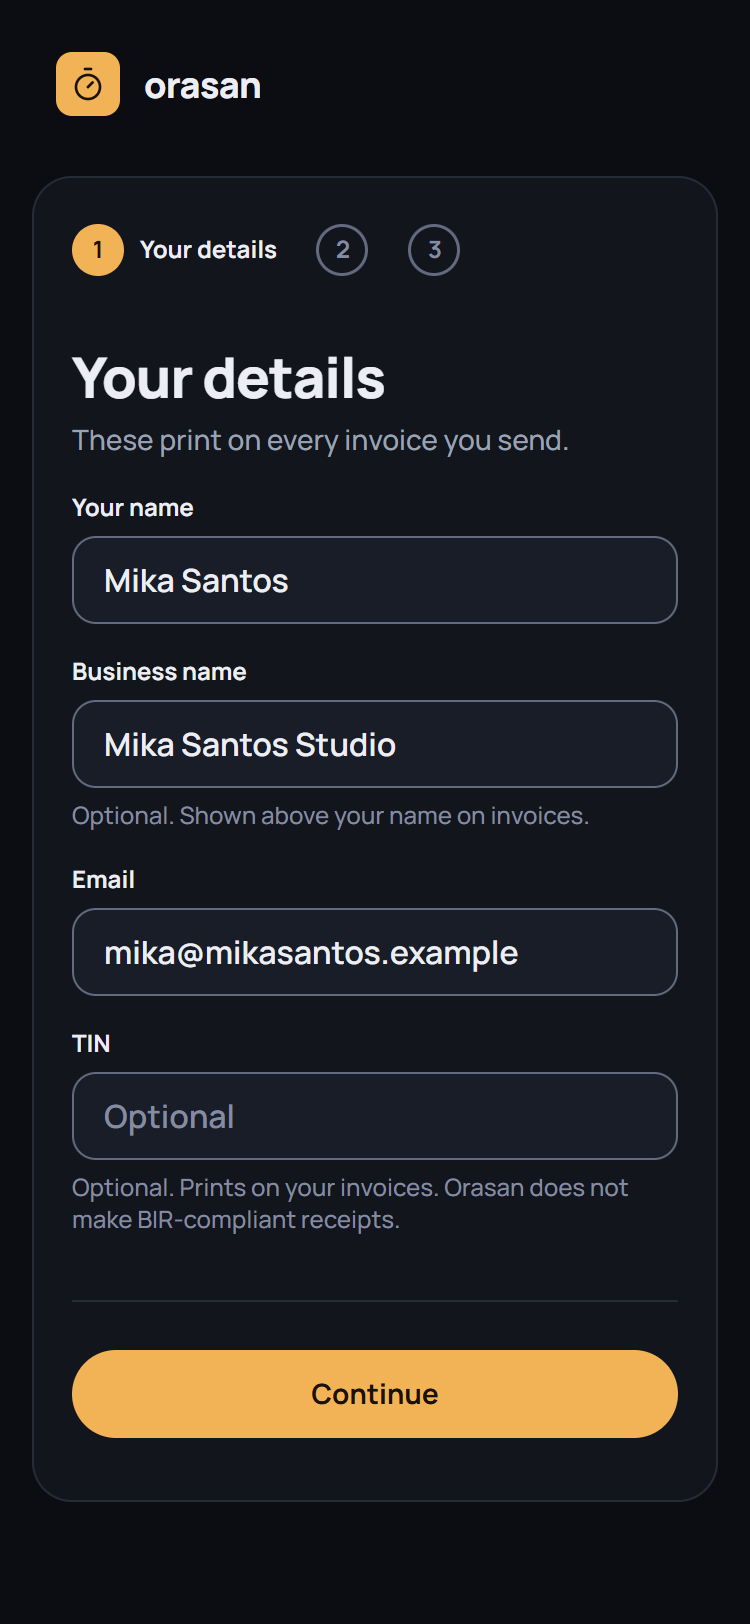 orasan
1 Your details 2 3
Your details
These print on every invoice you send.
Your name
Mika Santos
Business name
Mika Santos Studio
Optional. Shown above your name on invoices.
Email
mika@mikasantos.example
TIN
Optional
Optional. Prints on your invoices. Orasan does not
make BIR-compliant receipts.
Continue